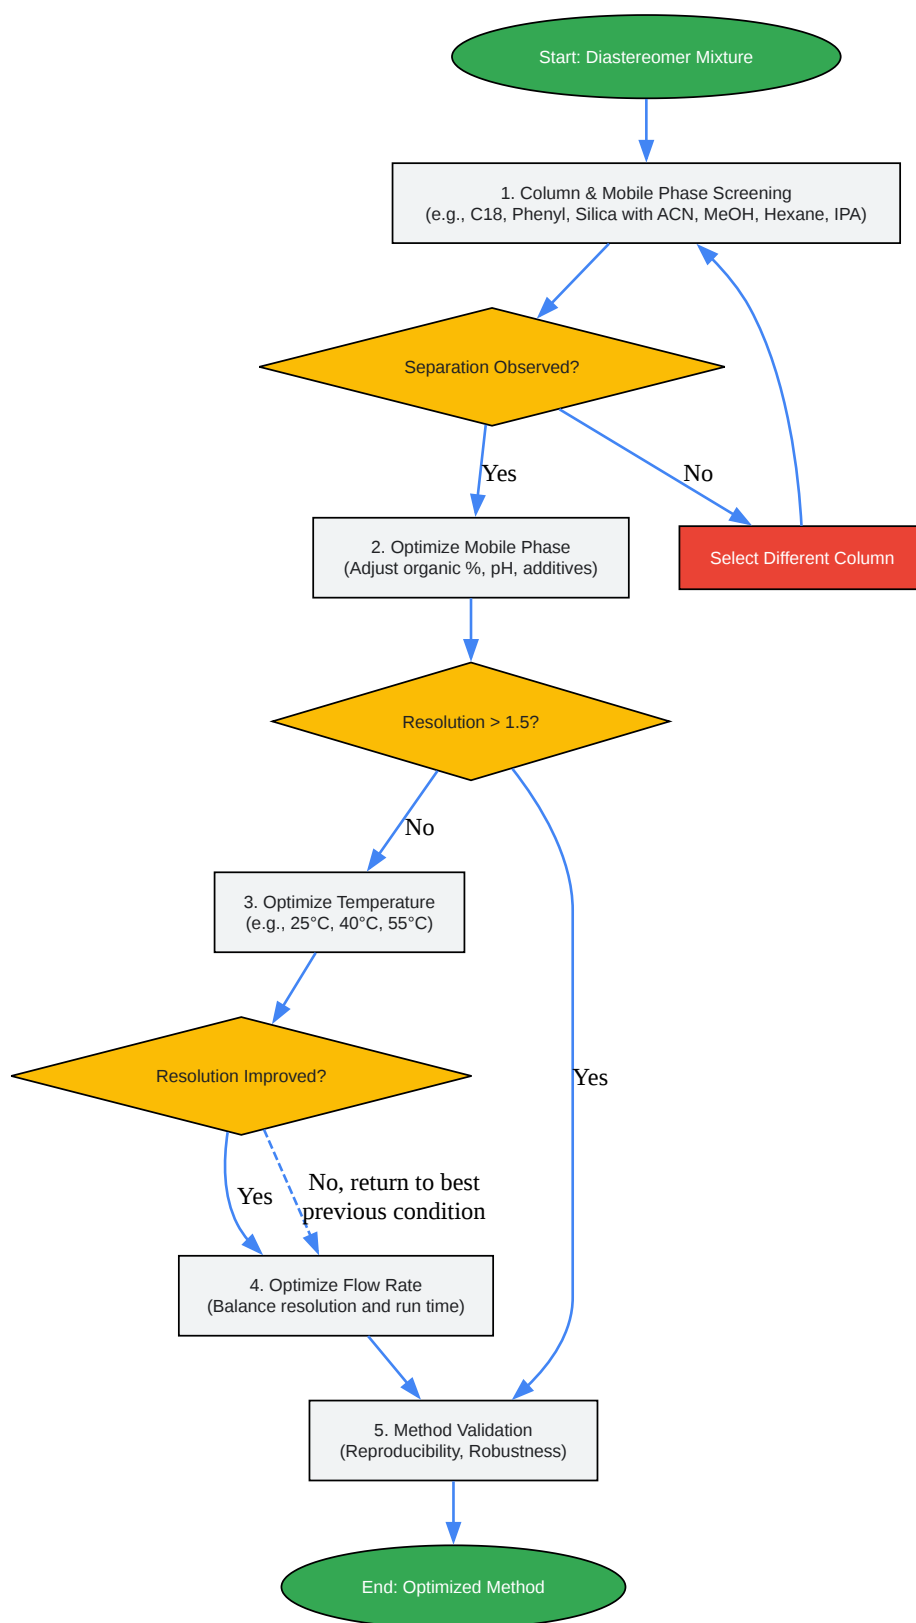 Start: Diastereomer Mixture
1. Column & Mobile Phase Screening
(e.g., C18, Phenyl, Silica with ACN, MeOH, Hexane, IPA)
Separation Observed?
Yes
No
2. Optimize Mobile Phase
(Adjust organic %, pH, additives)
Select Different Column
Resolution > 1.5?
No
3. Optimize Temperature
(e.g., 25°C, 40°C, 55°C)
Resolution Improved?
Yes
Yes
No, return to best
previous condition
4. Optimize Flow Rate
(Balance resolution and run time)
5. Method Validation
(Reproducibility, Robustness)
End: Optimized Method